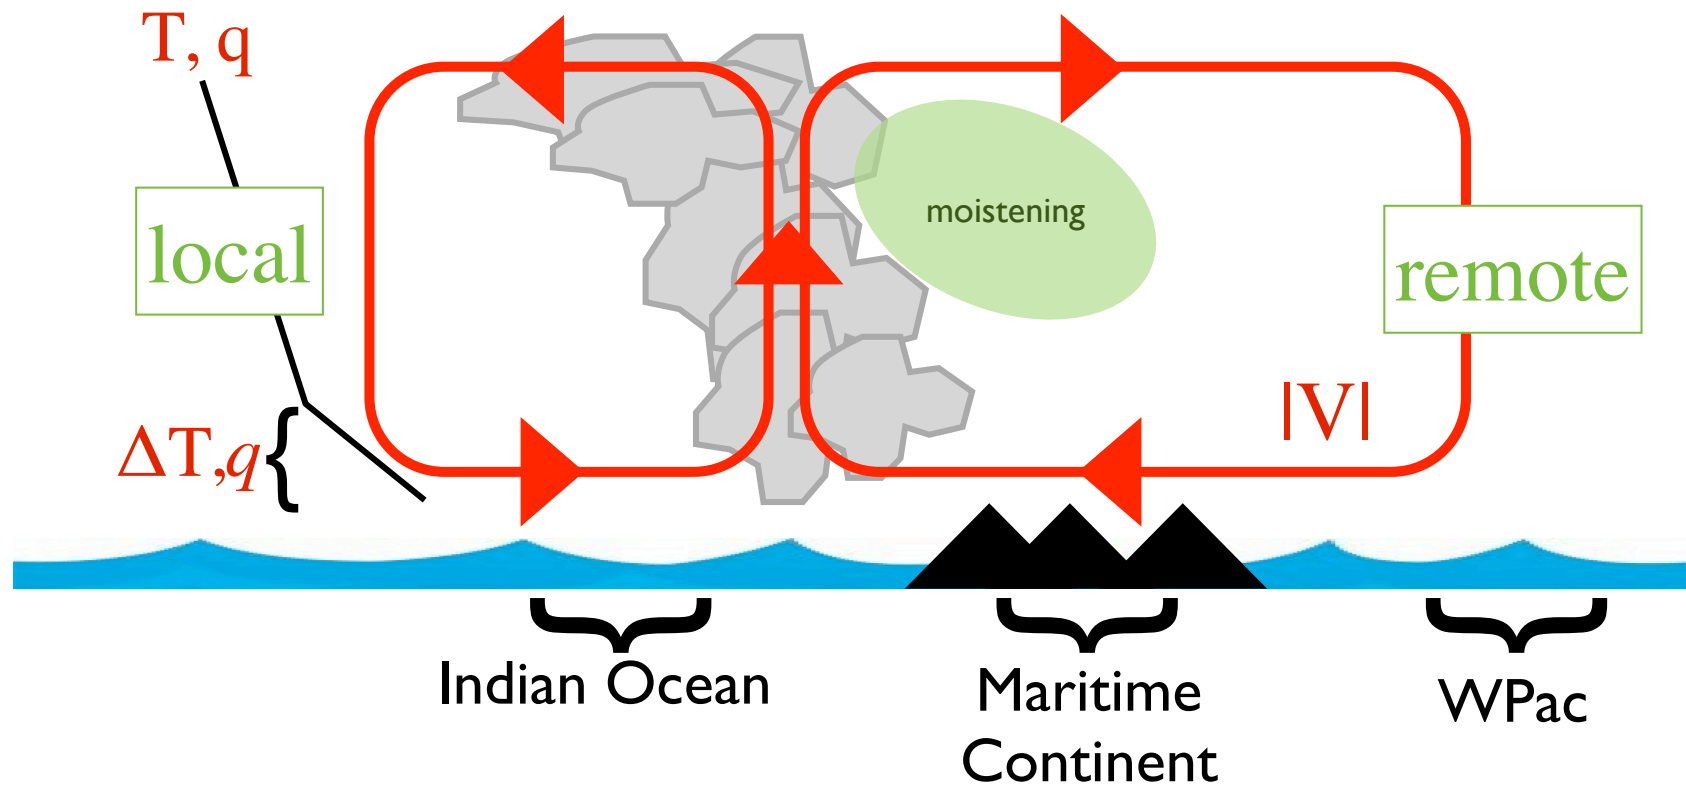 T, q
local
moistening
remote
|V|
ΔT,q{
Indian Ocean
Maritime
Continent
WPac